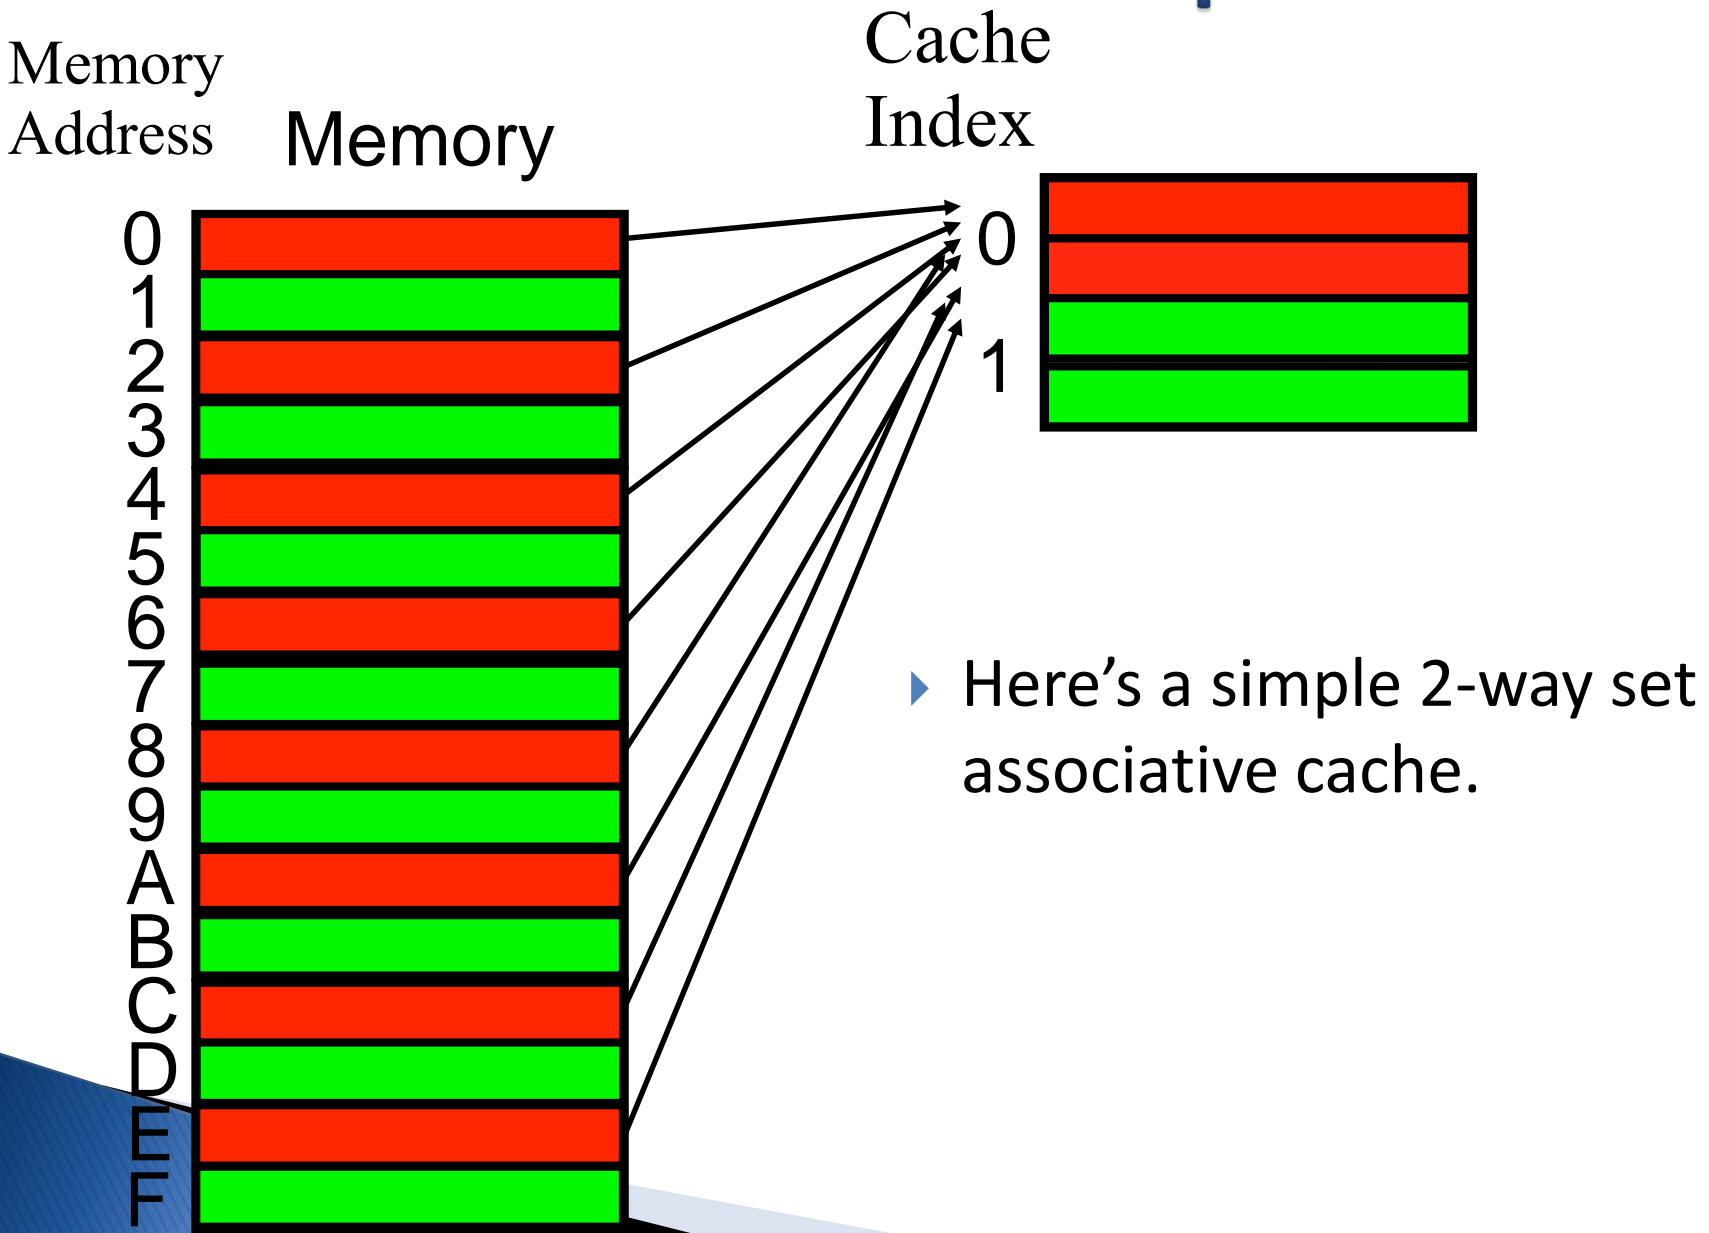 Memory
Address
Memory
Cache
Index
0
1
2
3
4
5
6
7
8
9
A
B
C
D
E
F
0
1
Here’s a simple 2-way set
associative cache.